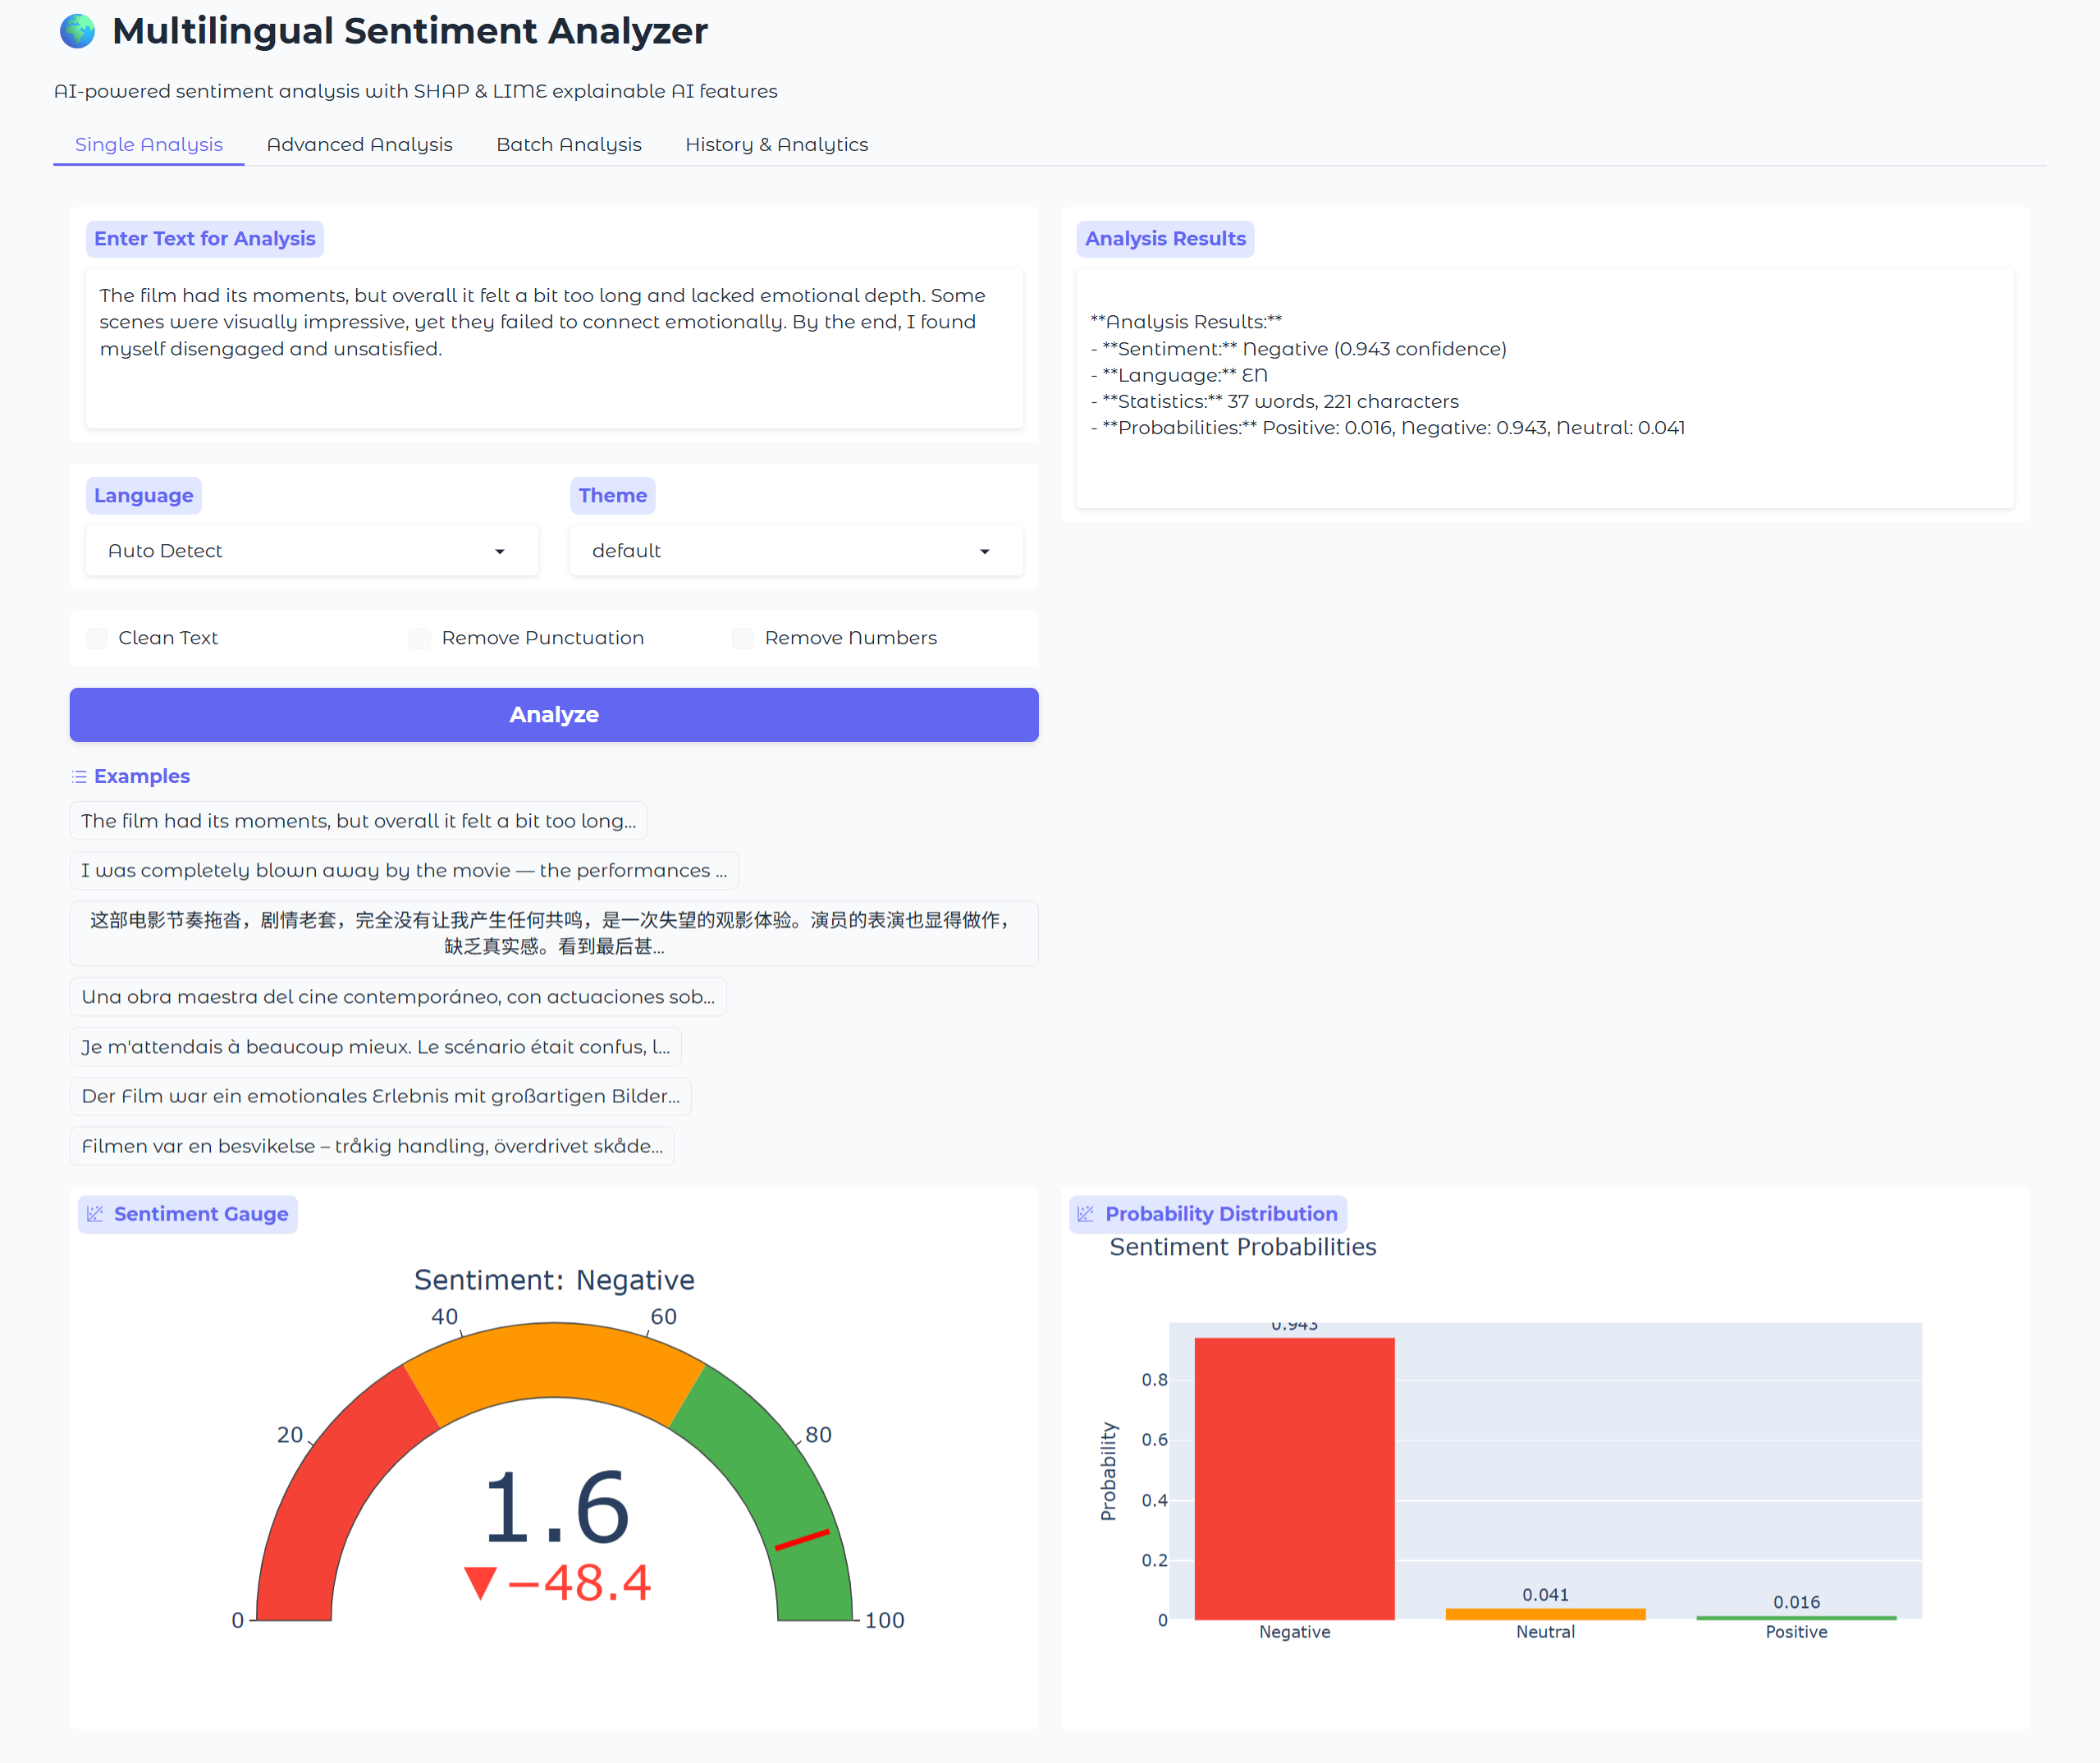 🌍 Multilingual Sentiment Analyzer
AI-powered sentiment analysis with SHAP & LIME explainable AI features
Single Analysis Advanced Analysis Batch Analysis History & Analytics
Enter Text for Analysis
The film had its moments, but overall it felt a bit too long and lacked emotional depth. Some
scenes were visually impressive, yet they failed to connect emotionally. By the end, I found
myself disengaged and unsatisfied.
Analysis Results
**Analysis Results:**
- **Sentiment:** Negative (0.943 confidence)
- **Language:** EN
- **Statistics:** 37 words, 221 characters
- **Probabilities:** Positive: 0.016, Negative: 0.943, Neutral: 0.041
Language Theme
Auto Detect default
Clean Text Remove Punctuation Remove Numbers
Analyze
Examples
The film had its moments, but overall it felt a bit too long...
I was completely blown away by the movie — the performances ...
这部电影节奏拖沓，剧情老套，完全没有让我产生任何共鸣，是一次失望的观影体验。演员的表演也显得做作，
缺乏真实感。看到最后甚...
Una obra maestra del cine contemporáneo, con actuaciones sob...
Je m'attendais à beaucoup mieux. Le scénario était confus, l...
Der Film war ein emotionales Erlebnis mit großartigen Bilder...
Filmen var en besvikelse – tråkig handling, överdrivet skåde...
Sentiment Gauge
Sentiment: Negative
40 60
20 80
1.6
▼−48.4
0 100
Probability Distribution
Sentiment Probabilities
0.943
0.8
0.6
0.4
0.2
0
Probability
0.041
0.016
Negative Neutral Positive